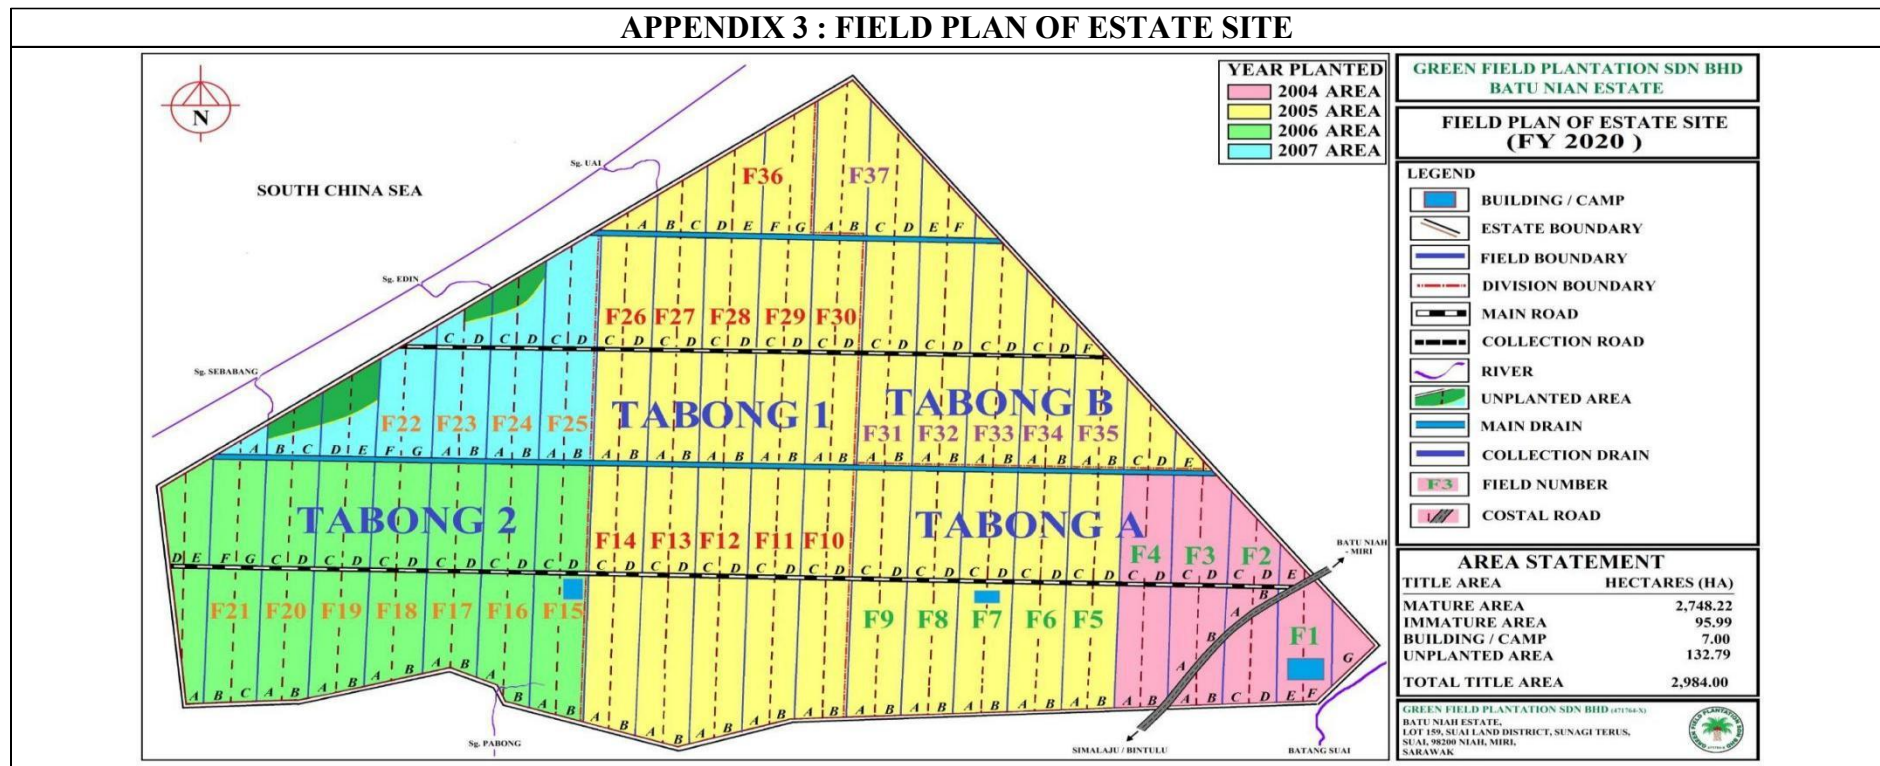 APPENDIX 3 : FIELD PLAN OF ESTATE SITE
N
SOUTH CHINA SEA
Sg. UAI
Sg. EDIN
Sg. SEBABANG
YEAR PLANTED
2004 AREA
2005 AREA
2006 AREA
2007 AREA
F36 F37
A B C D E F G A B C D E F
F26 F27 F28 F29 F30
C D C D C D C D C D C D C D C D C D C D C D C D F
TABONG 1 TABONG B
F22 F23 F24 F25
F31 F32 F33 F34 F35
A B C D E F G A B A B A B A B A B A B A B A B A B A B A B A B A B C D E
TABONG 2 TABONG A
F14 F13 F12 F11 F10
F4 F3 F2
D E F G C D C D C D C D C D C D C D C D C D C D C D C D C D C D C D C D C D C D C D E
BATU NIAH
- MIRI
F21 F20 F19 F18 F17 F16 F15
F9 F8 F7 F6 F5
F1
A B
A B
G
A B C A B A B A B A B A B A B A B A B A B A B A B A B A B A B A B A B A B A B C D E F
Sg. PABONG
SIMALAJU / BINTULU
BATANG SUAI
GREEN FIELD PLANTATION SDN BHD
BATU NIAN ESTATE
FIELD PLAN OF ESTATE SITE
(FY 2020 )
LEGEND
BUILDING / CAMP
ESTATE BOUNDARY
FIELD BOUNDARY
DIVISION BOUNDARY
MAIN ROAD
COLLECTION ROAD
RIVER
UNPLANTED AREA
MAIN DRAIN
COLLECTION DRAIN
F3 FIELD NUMBER
COSTAL ROAD
AREA STATEMENT
TITLE AREA HECTARES (HA)
MATURE AREA 2,748.22
IMMATURE AREA 95.99
BUILDING / CAMP 7.00
UNPLANTED AREA 132.79
TOTAL TITLE AREA 2,984.00
GREEN FIELD PLANTATION SDN BHD (471764-X)
BATU NIAH ESTATE,
LOT 159, SUAI LAND DISTRICT, SUNAGI TERUS,
SUAI, 98200 NIAH, MIRI,
SARAWAK
GREEN FIELD PLANTATION SDN BHD